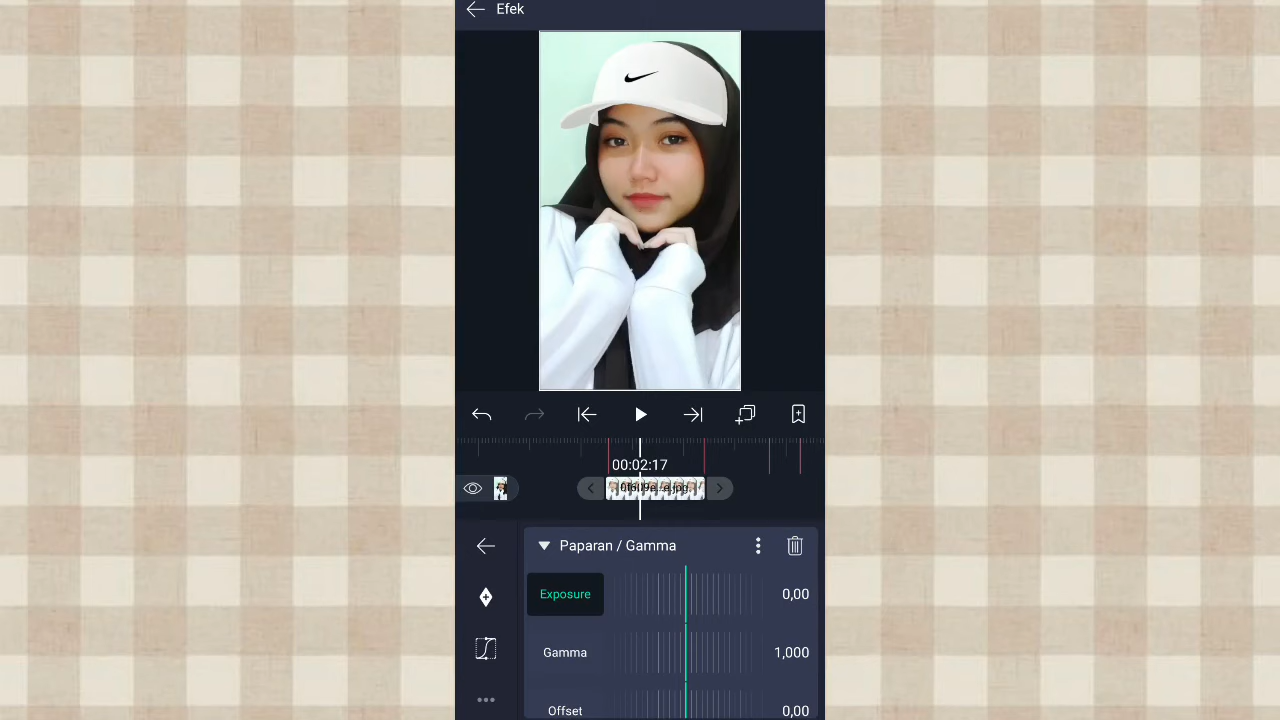 Efek
00:02:17
Paparan / Gamma
Exposure
0,00
Gamma
1,000
Offset
0,00